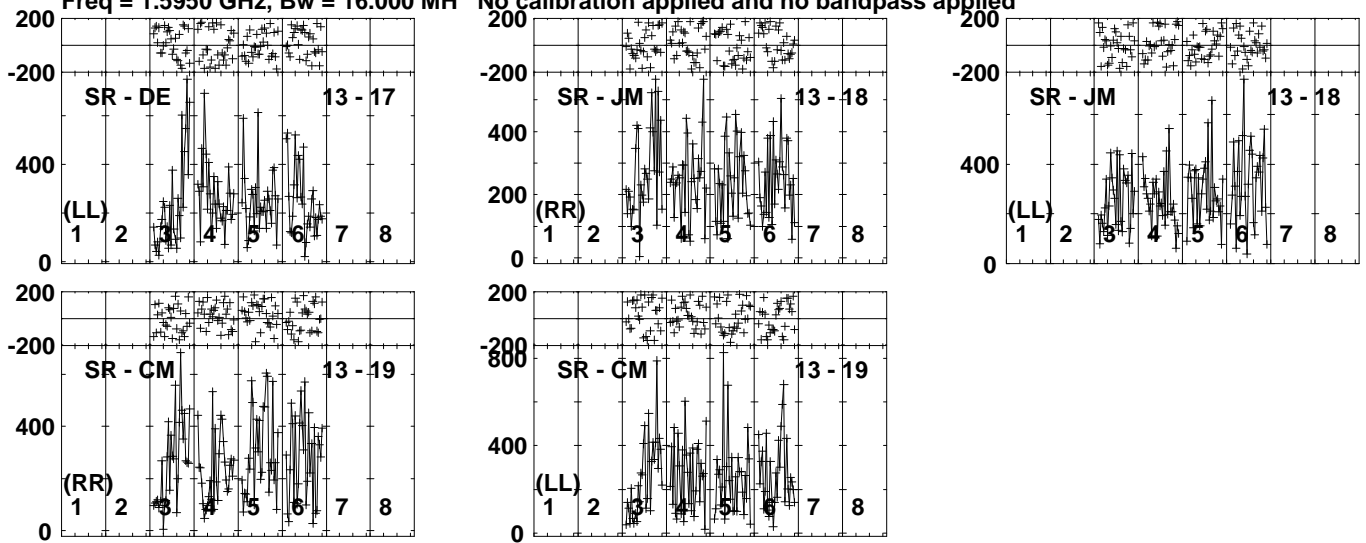 Freq = 1.5950 GHz, Bw = 16.000 MH No calibration applied and no bandpass applied
200
-200
SR - DE 13 - 17
400
(LL)
1 2 3 4 5 6 7 8
0
200
-200
SR - JM 13 - 18
400
200
(RR)
1 2 3 4 5 6 7 8
0
200
-200
SR - JM 13 - 18
400
(LL)
1 2 3 4 5 6 7 8
0
200
-200
SR - CM 13 - 19
400
(RR)
1 2 3 4 5 6 7 8
0
200
-200
800
SR - CM 13 - 19
400
(LL)
1 2 3 4 5 6 7 8
0